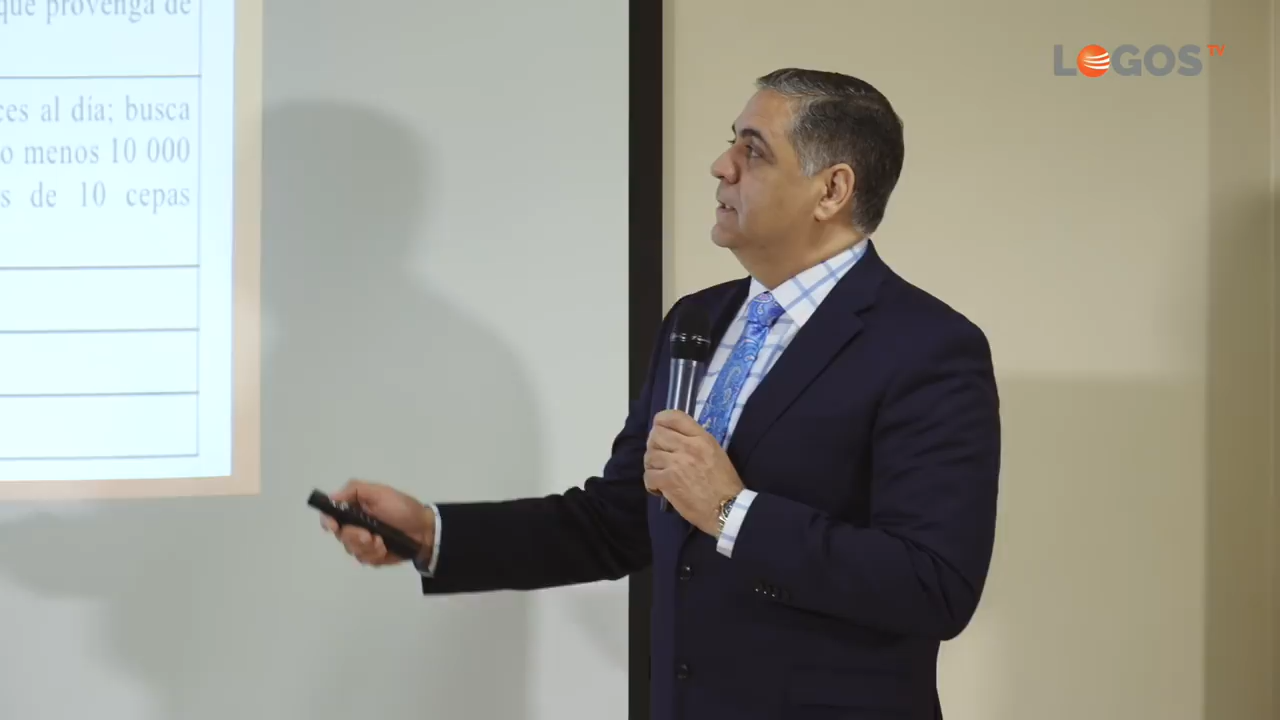 que provenga de
ces al día; busca
o menos 10 000
s de 10 cepas
LOGOS TV